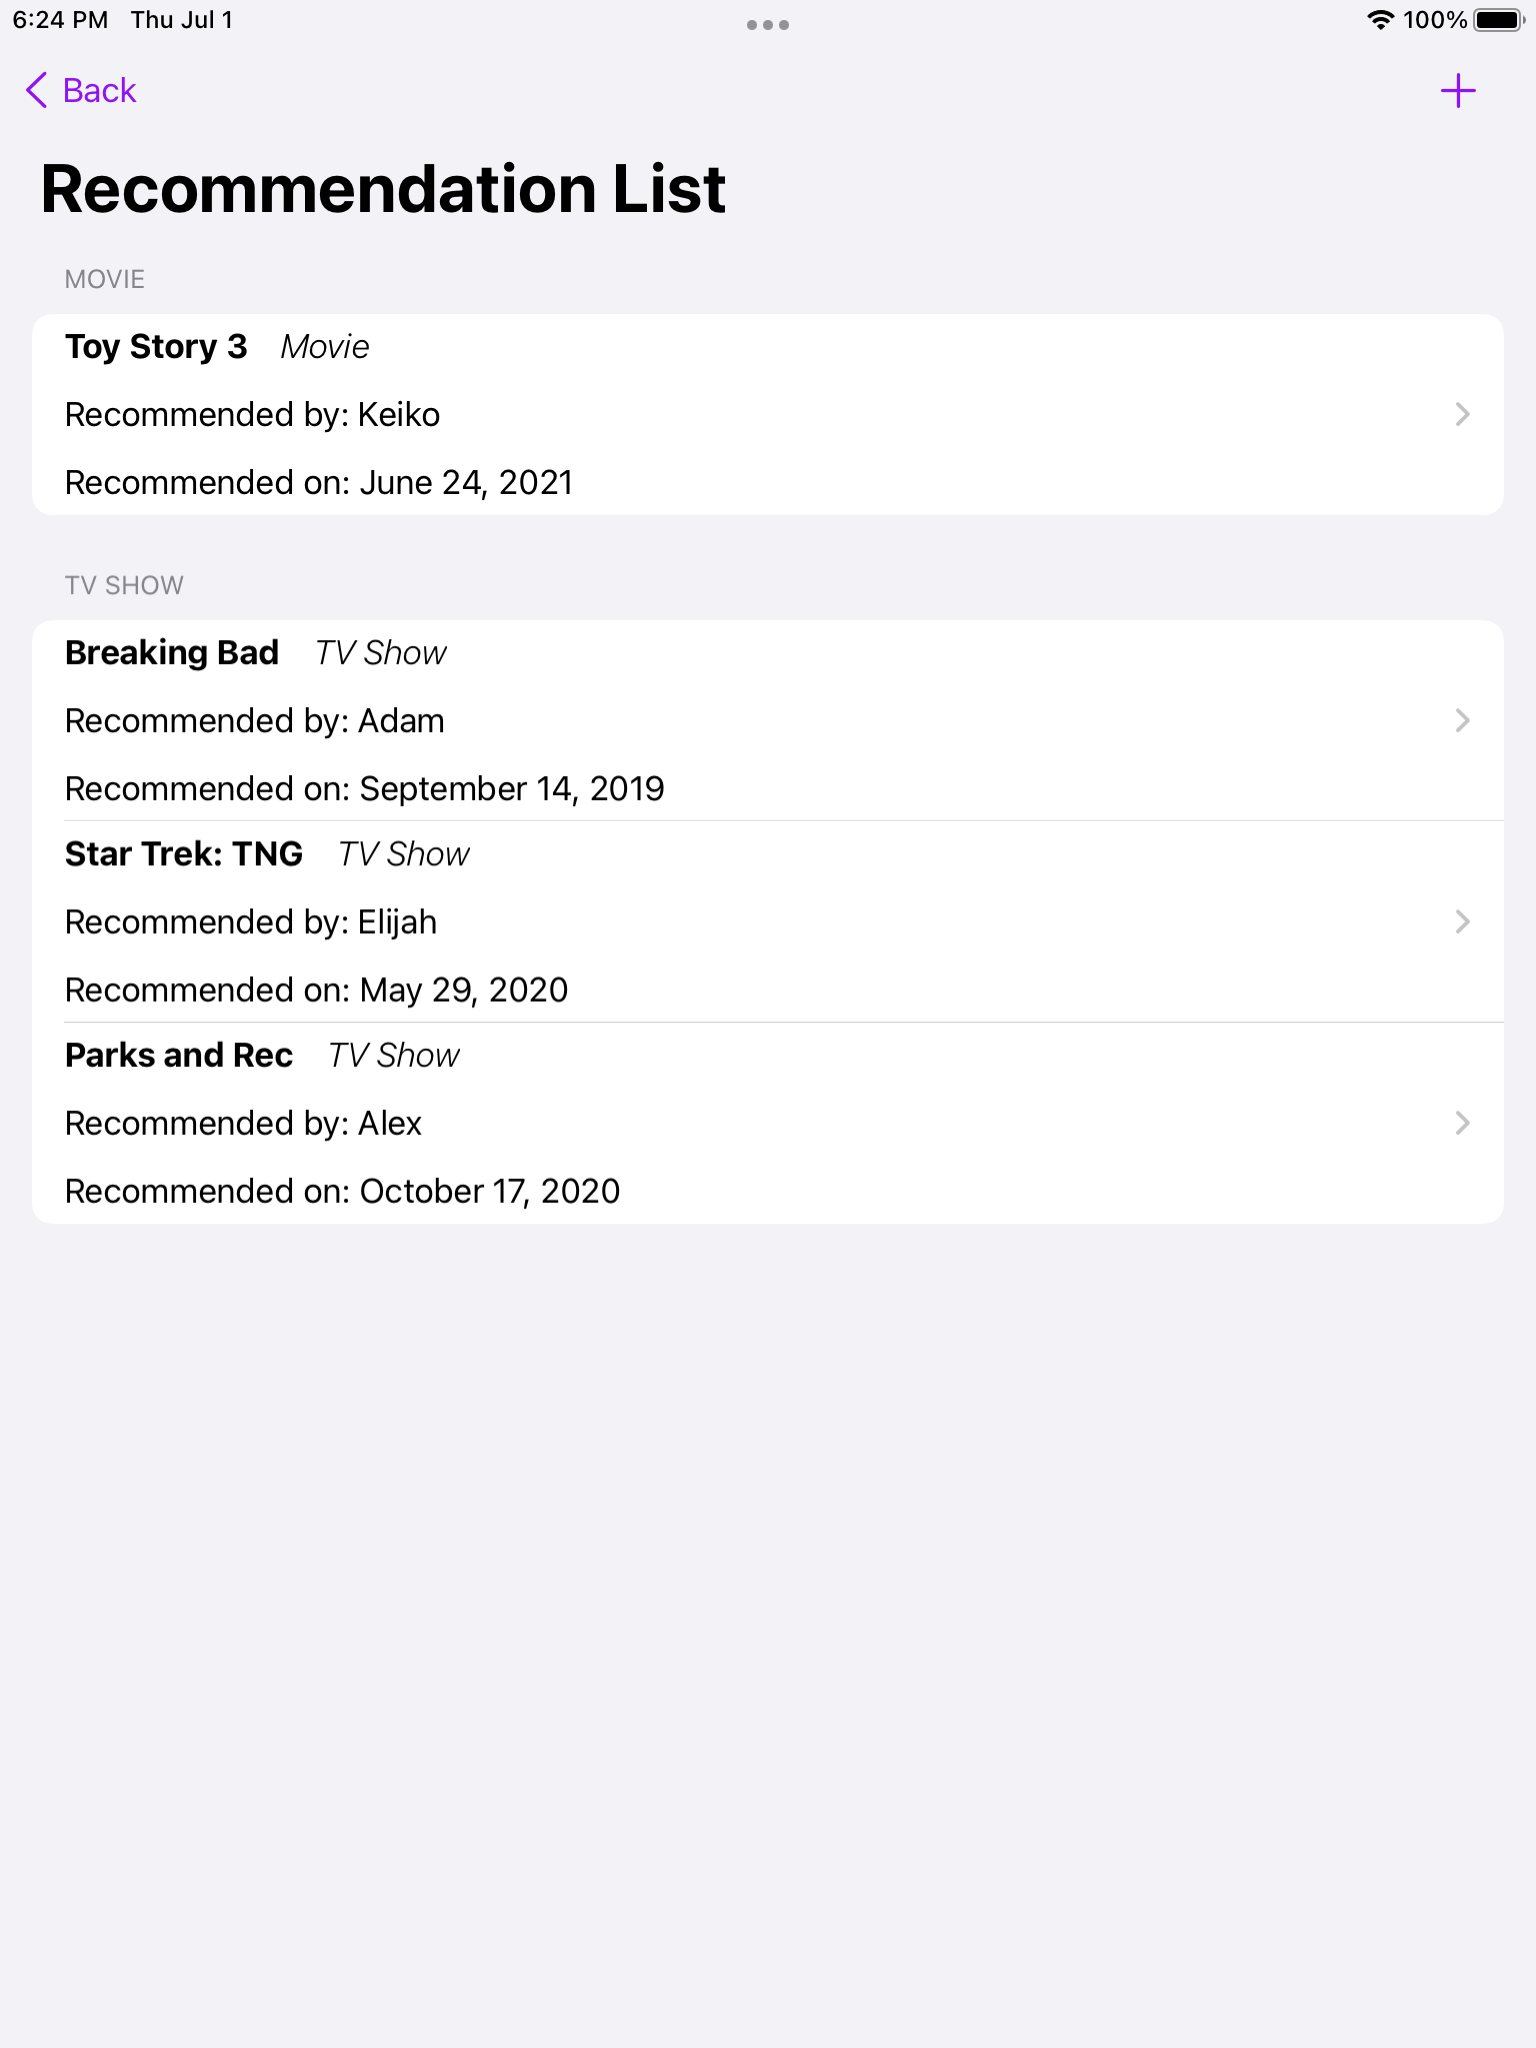 6:24 PM Thu Jul 1
100%
Back
Recommendation List
MOVIE
Toy Story 3 Movie
Recommended by: Keiko
Recommended on: June 24, 2021
TV SHOW
Breaking Bad TV Show
Recommended by: Adam
Recommended on: September 14, 2019
Star Trek: TNG TV Show
Recommended by: Elijah
Recommended on: May 29, 2020
Parks and Rec TV Show
Recommended by: Alex
Recommended on: October 17, 2020